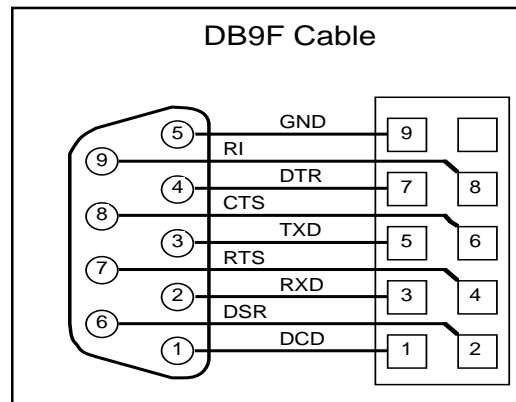 DB9F Cable
5 GND 9
9 RI
4 DTR 7 8
8 CTS
3 TXD 5 6
7 RTS
2 RXD 3 4
6 DSR
1 DCD 1 2